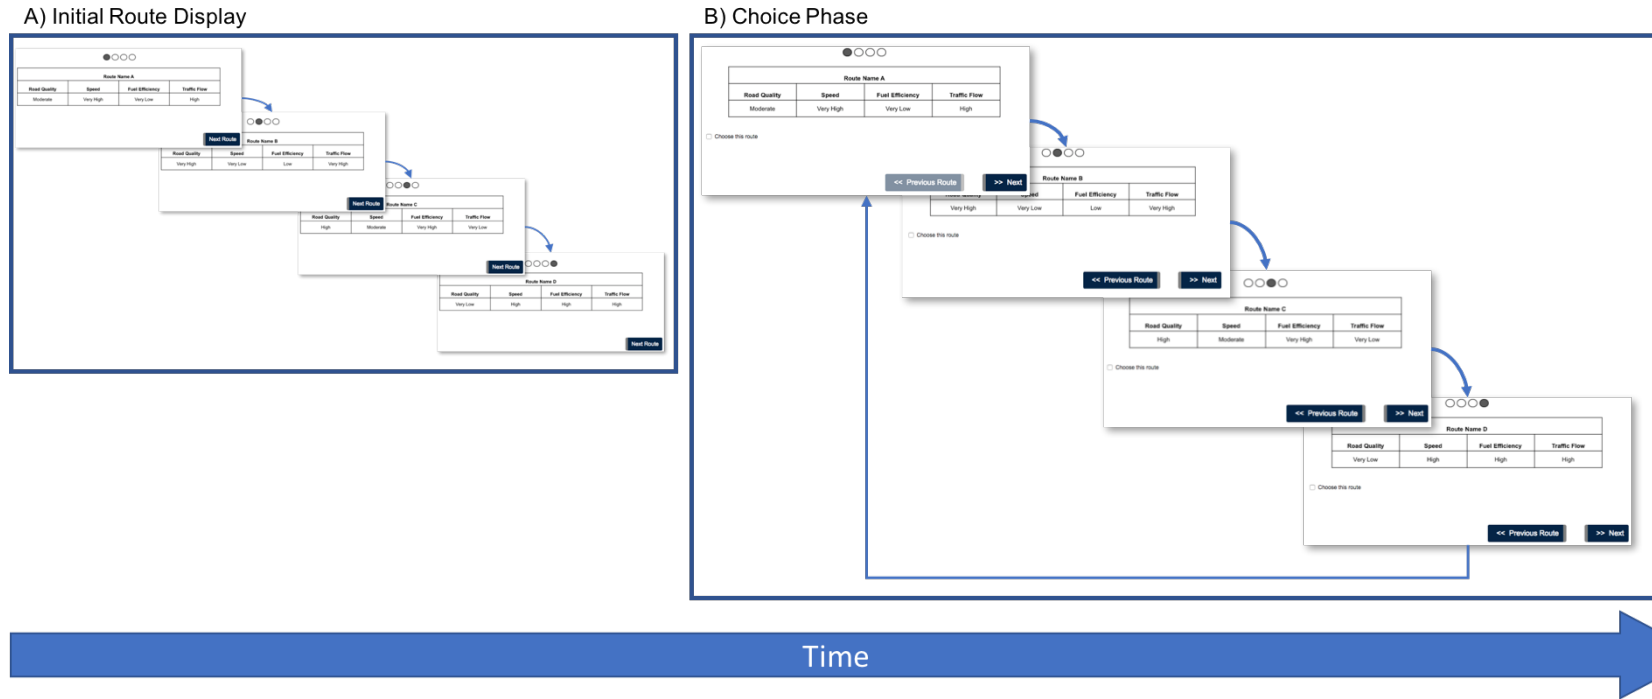 A) Initial Route Display
Route Name A
Road Quality Speed Fuel Efficiency Traffic Flow
Moderate Very High Very Low High
Next Route
Route Name B
Road Quality Speed Fuel Efficiency Traffic Flow
Very High Very Low Low Very High
Next Route
Route Name C
Road Quality Speed Fuel Efficiency Traffic Flow
High Moderate Very High Very Low
Next Route
Route Name D
Road Quality Speed Fuel Efficiency Traffic Flow
Very Low High High High
Next Route
B) Choice Phase
Route Name A
Road Quality Speed Fuel Efficiency Traffic Flow
Moderate Very High Very Low High
Choose this route
<< Previous Route >> Next
Route Name B
Road Quality Speed Fuel Efficiency Traffic Flow
Very High Very Low Low Very High
Choose this route
<< Previous Route >> Next
Route Name C
Road Quality Speed Fuel Efficiency Traffic Flow
High Moderate Very High Very Low
Choose this route
<< Previous Route >> Next
Route Name D
Road Quality Speed Fuel Efficiency Traffic Flow
Very Low High High High
Choose this route
<< Previous Route >> Next
Time